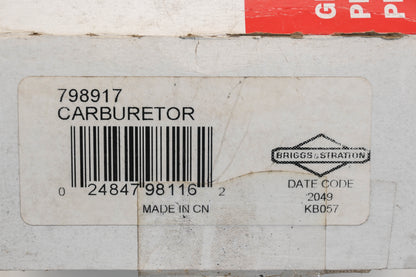 798917
CARBURETOR
0 24847 98116 2
MADE IN CN
BRIGGS & STRATTON
DATE CODE
2049
KB057